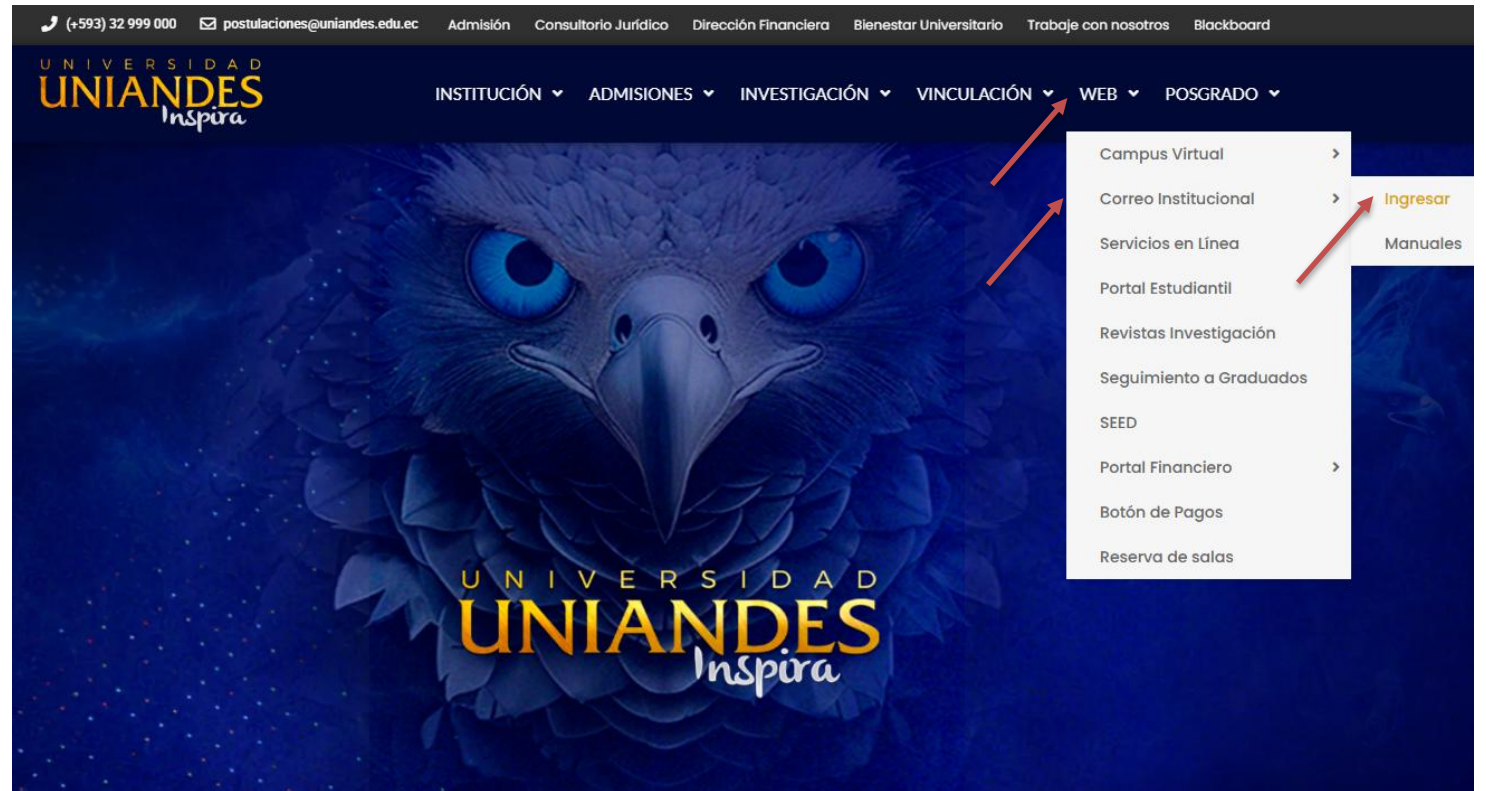 (+593) 32 999 000 postulaciones@uniandes.edu.ec Admisión Consultorio Jurídico Dirección Financiera Bienestar Universitario Trabaje con nosotros Blackboard
UNIVERSIDAD
UNIANDES
Inspira
INSTITUCIÓN ADMISIONES INVESTIGACIÓN VINCULACIÓN WEB POSGRADO
Campus Virtual
Correo Institucional
Ingresar
Servicios en Línea
Manuales
Portal Estudiantil
Revistas Investigación
Seguimiento a Graduados
SEED
Portal Financiero
Botón de Pagos
Reserva de salas
UNIVERSIDAD
UNIANDES
Inspira